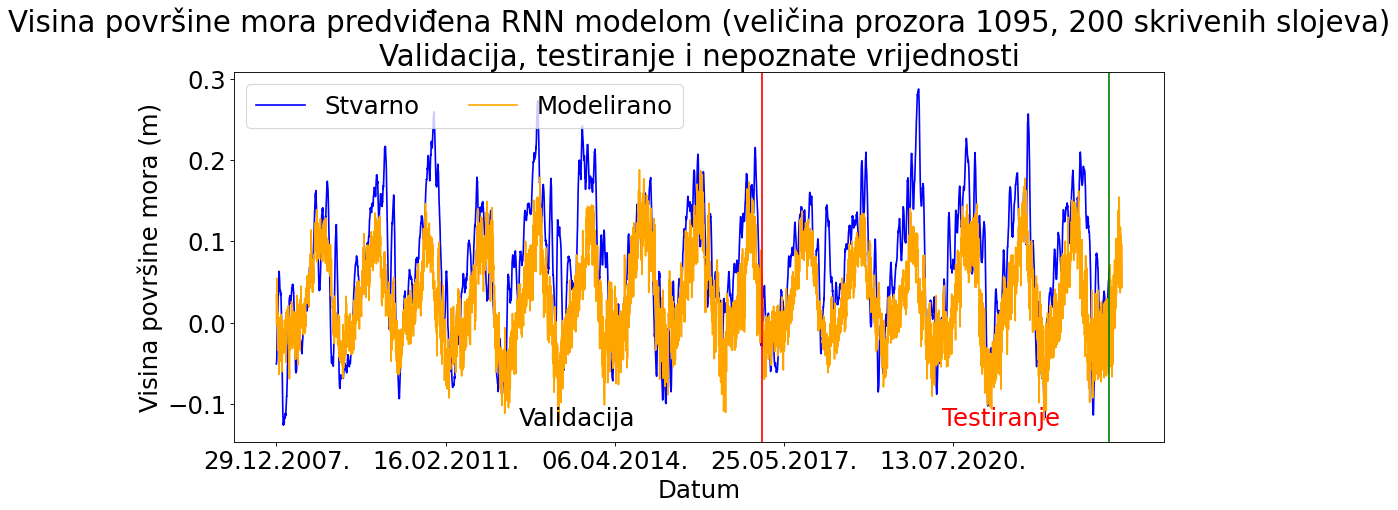 Visina površine mora predviđena RNN modelom (veličina prozora 1095, 200 skrivenih slojeva)
Validacija, testiranje i nepoznate vrijednosti
Stvarno Modelirano
Visina površine mora (m)
0.3
0.2
0.1
0.0
−0.1
Validacija
Testiranje
29.12.2007. 16.02.2011. 06.04.2014. 25.05.2017. 13.07.2020.
Datum